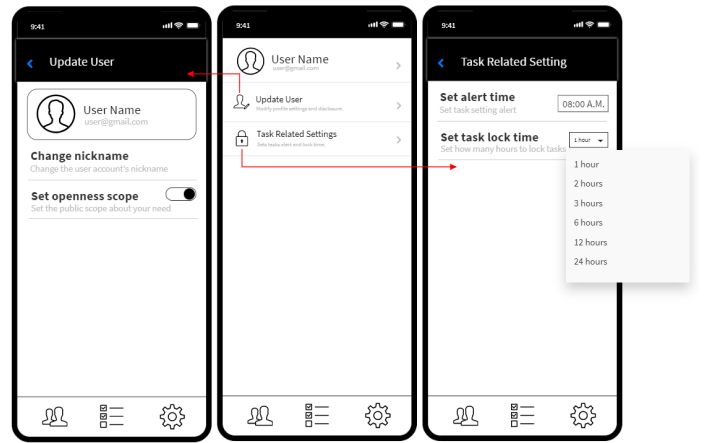 9:41
Update User
User Name
user@gmail.com
Change nickname
Change the user account's nickname
Set openness scope
Set the public scope about your need
9:41
User Name
user@gmail.com
Update User
Modify profile settings and disclosure.
Task Related Settings
Sets tasks alert and lock time.
9:41
Task Related Setting
Set alert time
Set task setting alert
08:00 A.M.
Set task lock time
Set how many hours to lock tasks
1 hour
1 hour
2 hours
3 hours
6 hours
12 hours
24 hours